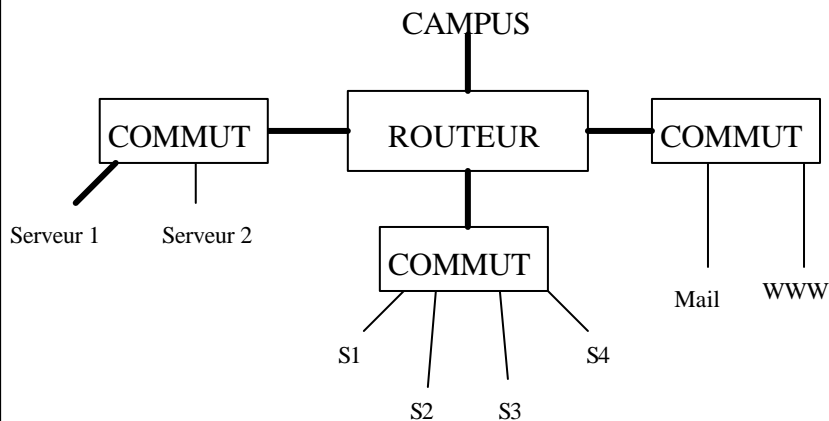 CAMPUS
COMMUT
ROUTEUR
COMMUT
Serveur 1
Serveur 2
COMMUT
Mail
WWW
S1
S4
S2
S3